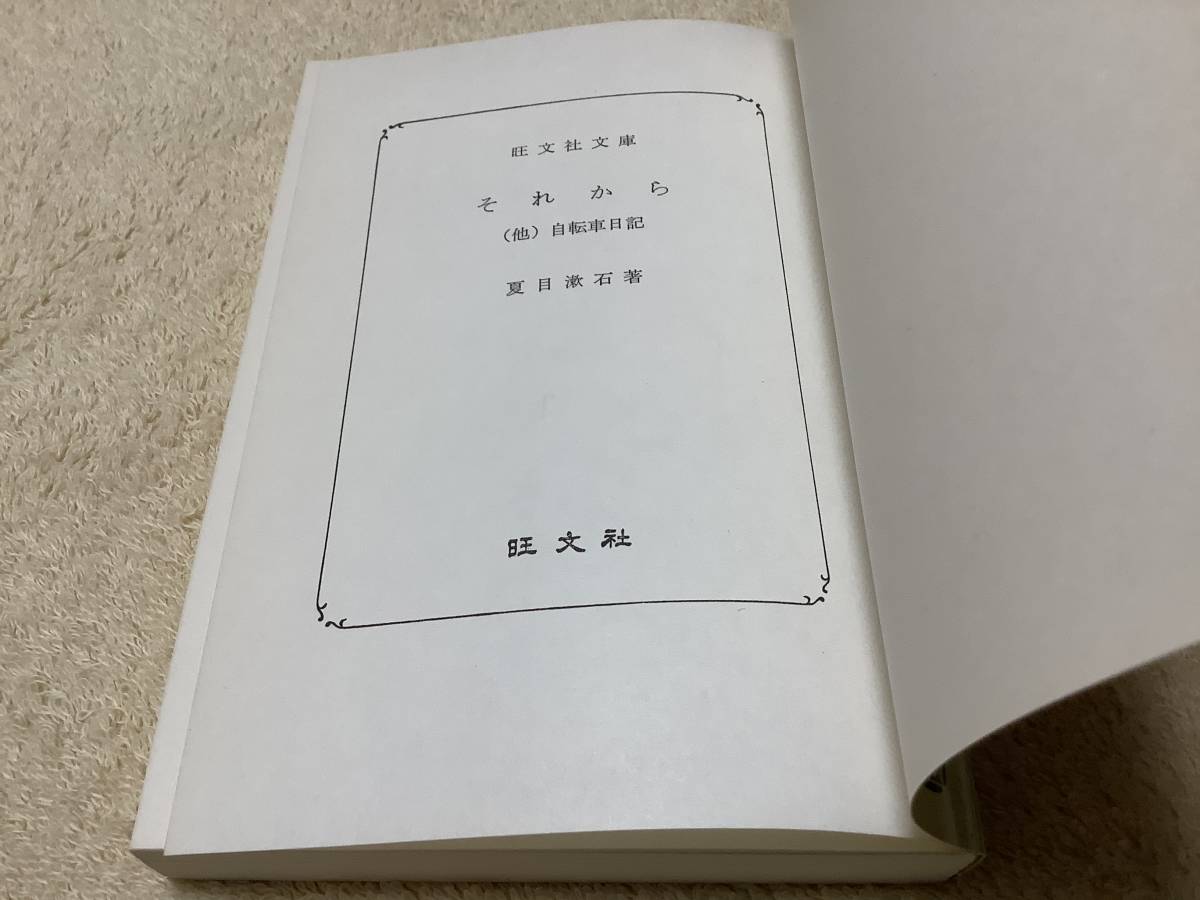 旺文社文庫
それから
(他)自転車日記
夏目漱石著
旺文社